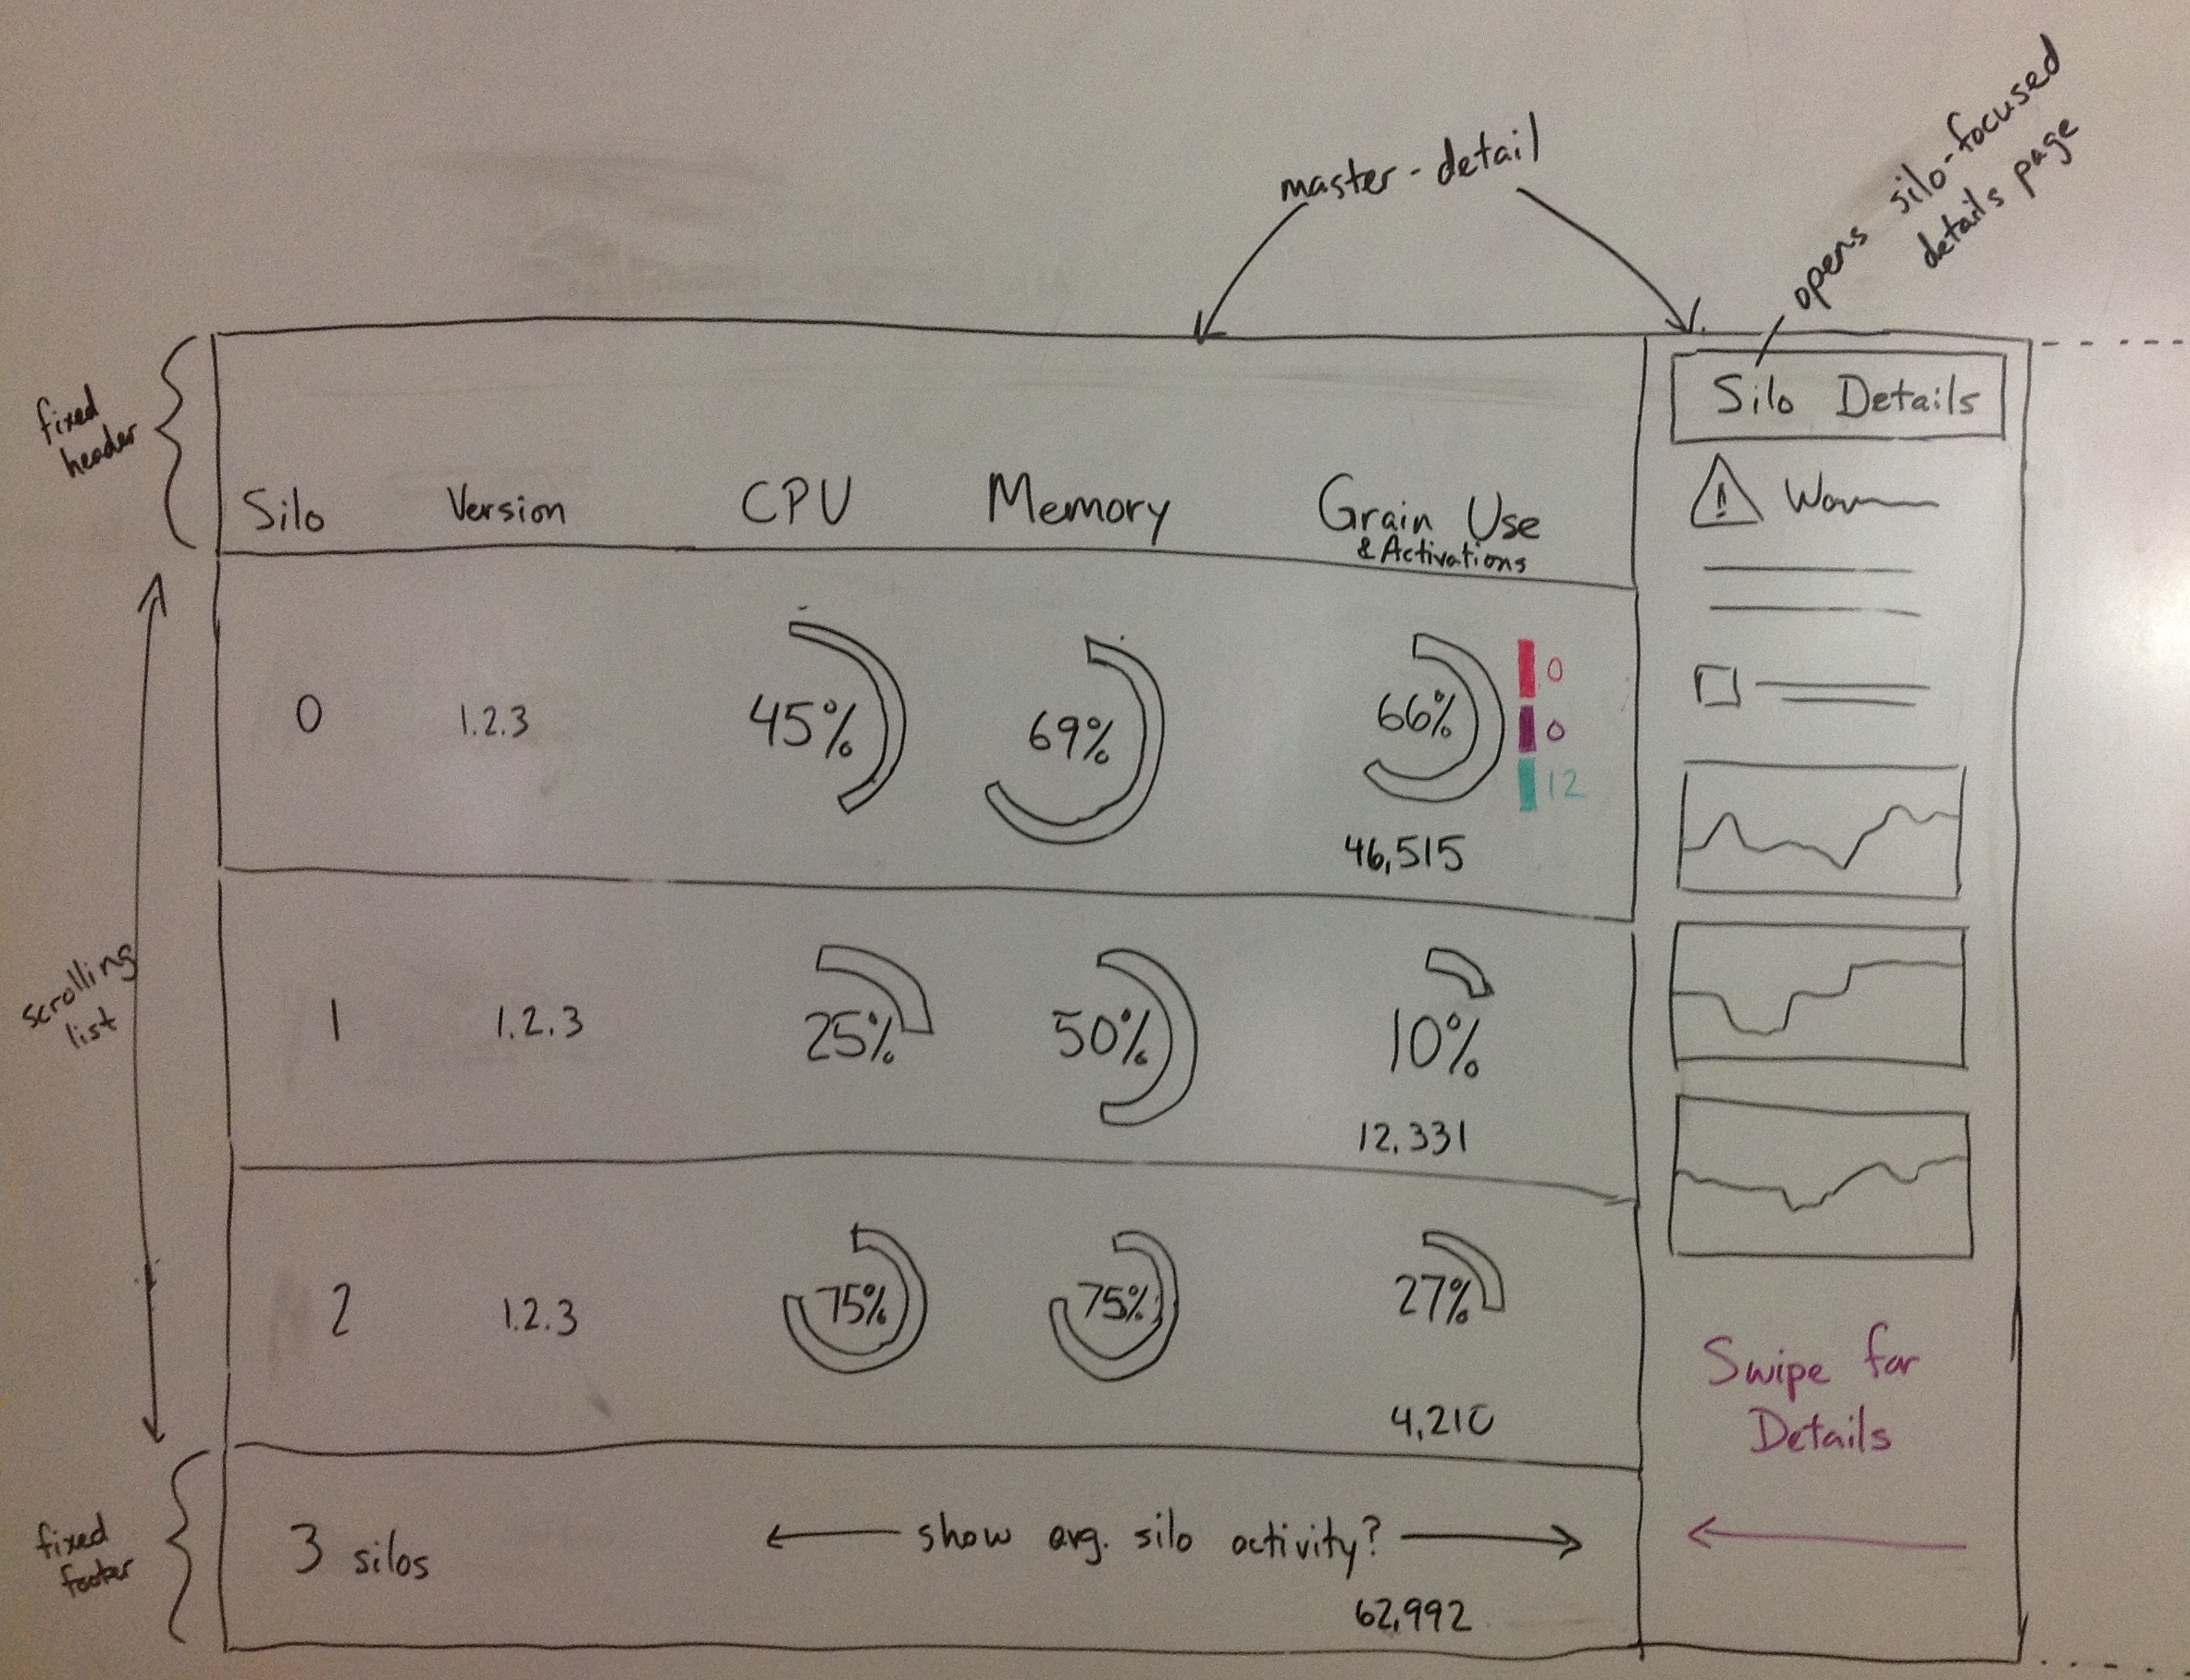 master-detail
opens silo-focused
details page
fixed
header
Silo Version CPU Memory Grain Use
& Activations
Silo Details
0 1.2.3 45% 69% 66%
0
0
12
46,515
scrolling
list
1 1.2.3 25% 50% 10%
12,331
2 1.2.3 75% 75% 27%
4,210
Swipe for
Details
fixed
footer
3 silos show avg. silo activity?
62,992